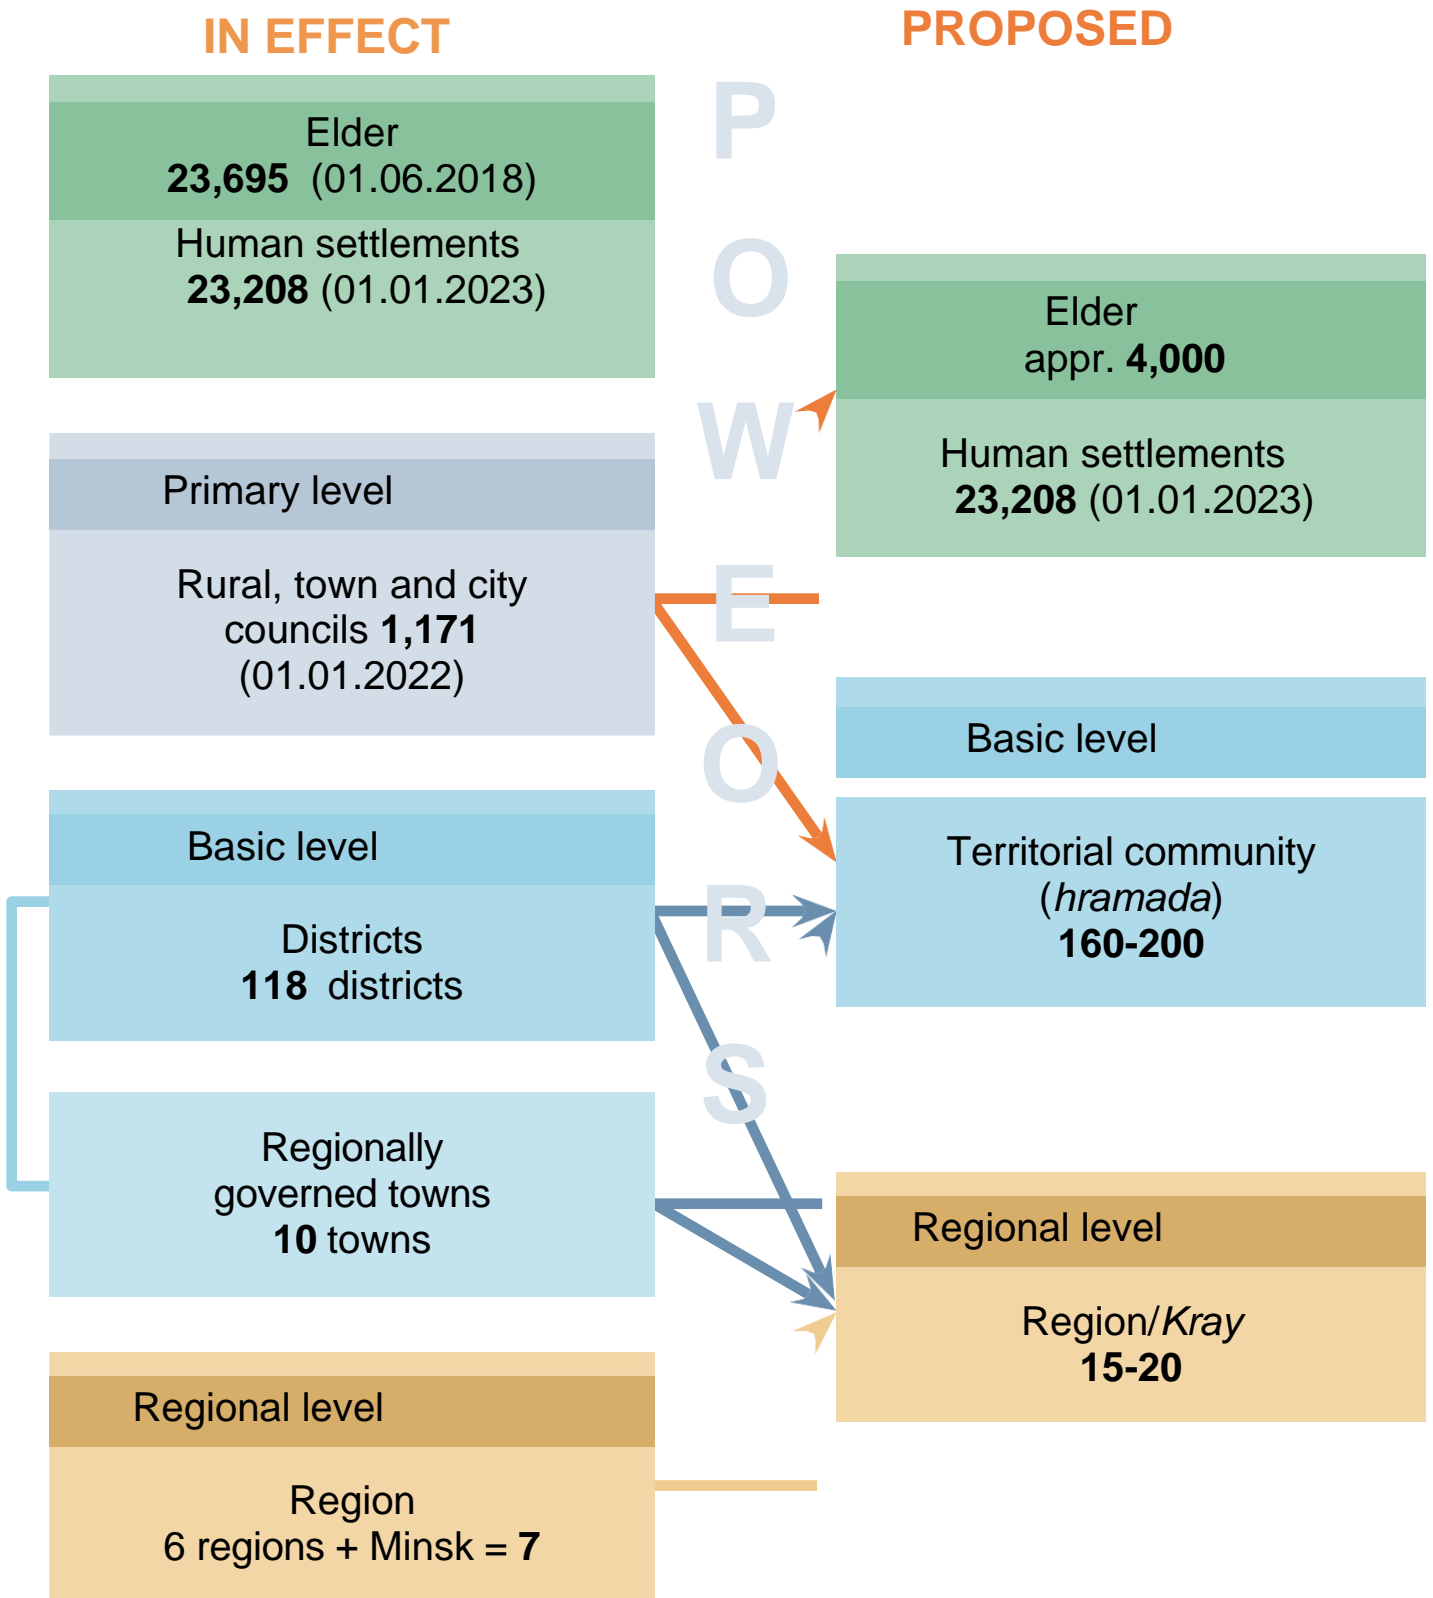 IN EFFECT
Elder
23,695 (01.06.2018)
Human settlements
23,208 (01.01.2023)
Primary level
Rural, town and city
councils 1,171
(01.01.2022)
Basic level
Districts
118 districts
Regionally
governed towns
10 towns
Regional level
Region
6 regions + Minsk = 7
P
O
W
E
O
R
S
PROPOSED
Elder
appr. 4,000
Human settlements
23,208 (01.01.2023)
Basic level
Territorial community
(hramada)
160-200
Regional level
Region/Kray
15-20